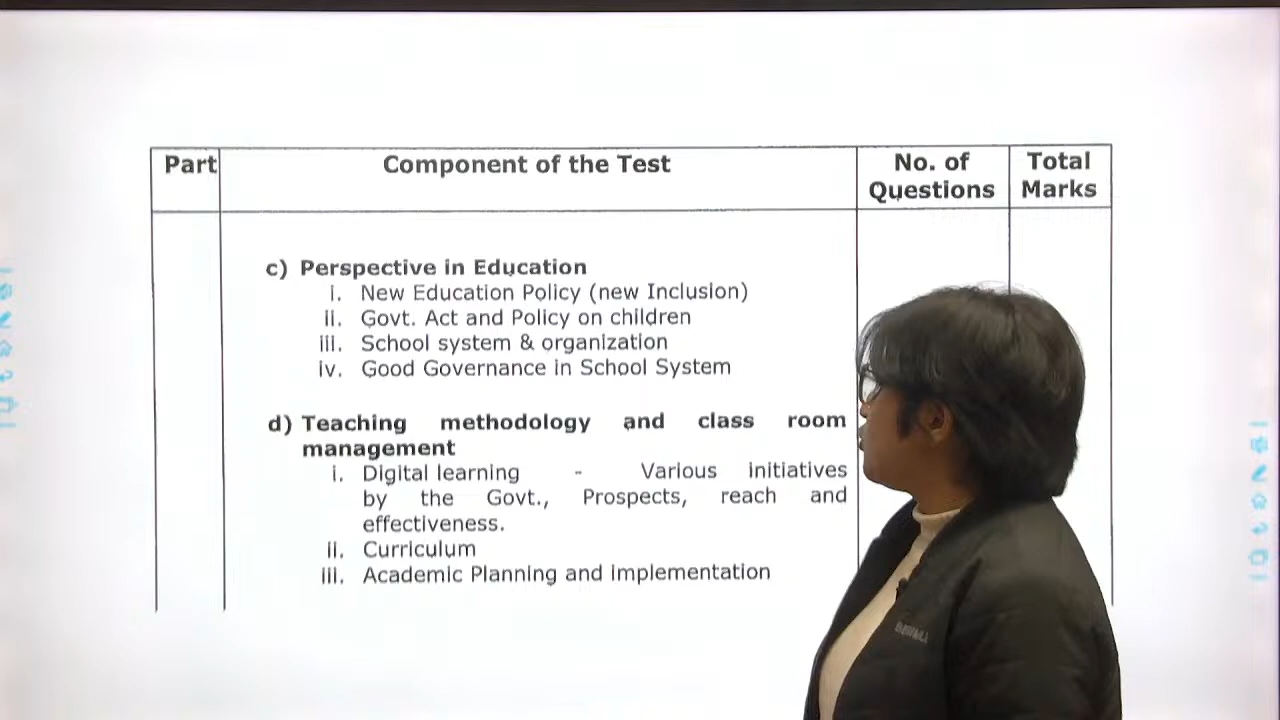 Part
Component of the Test
No. of
Questions
Total
Marks
c) Perspective in Education
i. New Education Policy (new Inclusion)
ii. Govt. Act and Policy on children
iii. School system & organization
iv. Good Governance in School System
d) Teaching methodology and class room
management
i. Digital learning - Various initiatives
by the Govt., Prospects, reach and
effectiveness.
ii. Curriculum
iii. Academic Planning and implementation